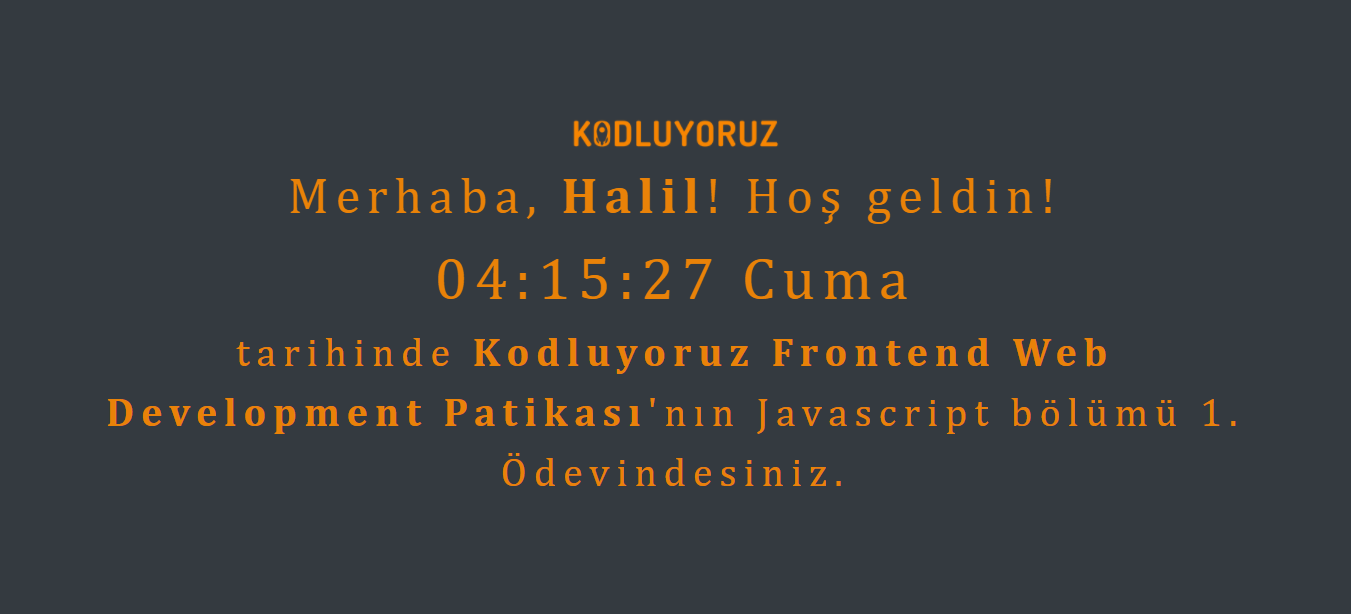 KODLUYORUZ
Merhaba, Halil! Hoş geldin!
04:15:27 Cuma
tarihinde Kodluyoruz Frontend Web
Development Patikası'nın Javascript bölümü 1.
Ödevindesiniz.